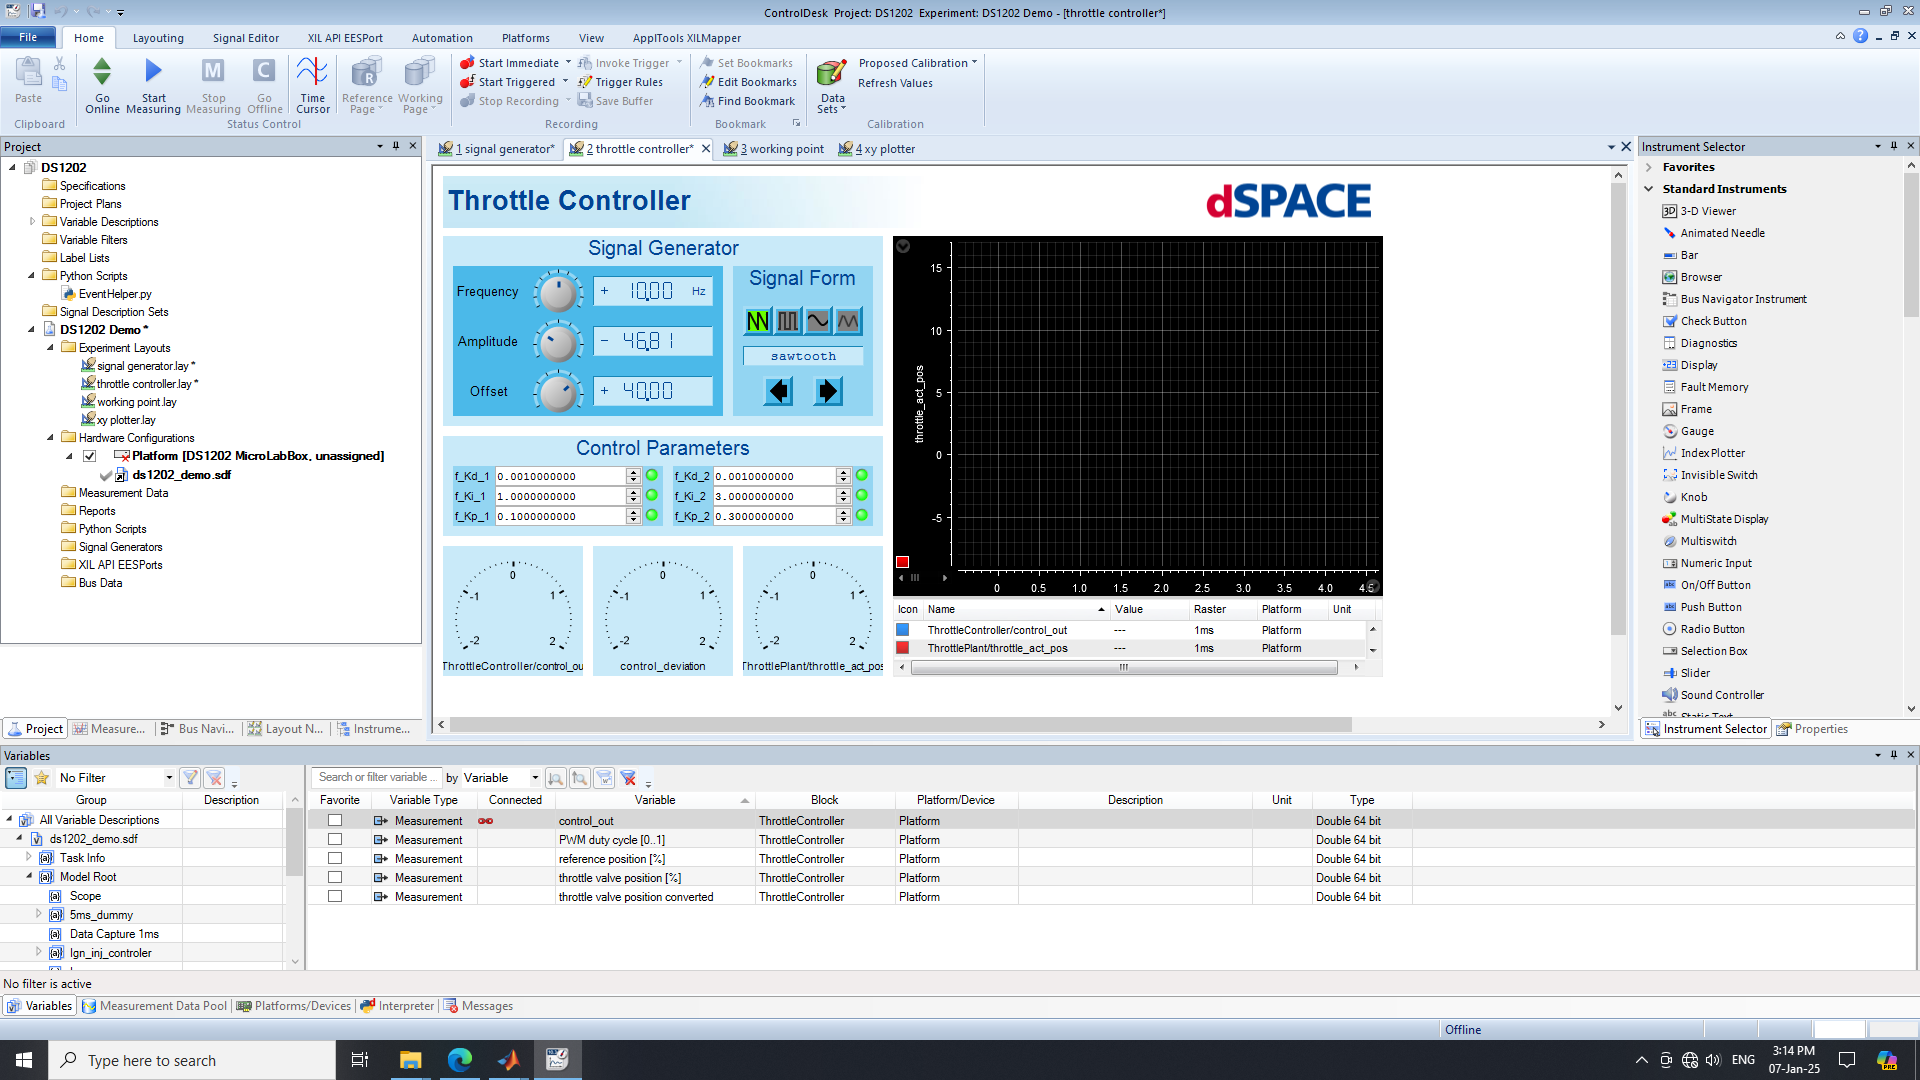 ControlDesk Project: DS1202 Experiment: DS1202 Demo - [throttle controller*]
File Home Layouting Signal Editor XIL API EESPort Automation Platforms View ApplTools XILMapper
Paste
Go Online
Start Measuring
Stop Measuring
Go Offline
Time Cursor
Reference Page
Working Page
Start Immediate
Start Triggered
Stop Recording
Invoke Trigger
Trigger Rules
Save Buffer
Set Bookmarks
Edit Bookmarks
Find Bookmark
Data Sets
Proposed Calibration
Refresh Values
Clipboard Status Control Recording Bookmark Calibration
Project
DS1202
Specifications
Project Plans
Variable Descriptions
Variable Filters
Label Lists
Python Scripts
EventHelper.py
Signal Description Sets
DS1202 Demo *
Experiment Layouts
signal generator.lay *
throttle controller.lay *
working point.lay
xy plotter.lay
Hardware Configurations
Platform [DS1202 MicroLabBox, unassigned]
ds1202_demo.sdf
Measurement Data
Reports
Python Scripts
Signal Generators
XIL API EESPorts
Bus Data
Project Measure... Bus Navi... Layout N... Instrume...
1 signal generator* 2 throttle controller* 3 working point 4 xy plotter
Throttle Controller
dSPACE
Signal Generator
Frequency + 10.00 Hz
Amplitude - 46.81
Offset + 40.00
Signal Form
sawtooth
Control Parameters
f_Kd_1 0.0010000000 f_Kd_2 0.0010000000
f_Ki_1 1.0000000000 f_Ki_2 3.0000000000
f_Kp_1 0.1000000000 f_Kp_2 0.3000000000
0 -1 1 -2 2
ThrottleController/control_ou
0 -1 1 -2 2
control_deviation
0 -1 1 -2 2
ThrottlePlant/throttle_act_pos
throttle_act_pos
15
10
5
0
-5
0 0.5 1.0 1.5 2.0 2.5 3.0 3.5 4.0 4.5
Icon Name Value Raster Platform Unit
ThrottleController/control_out --- 1ms Platform
ThrottlePlant/throttle_act_pos --- 1ms Platform
Instrument Selector
Favorites
Standard Instruments
3-D Viewer
Animated Needle
Bar
Browser
Bus Navigator Instrument
Check Button
Diagnostics
Display
Fault Memory
Frame
Gauge
Index Plotter
Invisible Switch
Knob
MultiState Display
Multiswitch
Numeric Input
On/Off Button
Push Button
Radio Button
Selection Box
Slider
Sound Controller
Static Text
Instrument Selector Properties
Variables
No Filter
Search or filter variable ... by Variable
Group Description
All Variable Descriptions
ds1202_demo.sdf
Task Info
Model Root
Scope
5ms_dummy
Data Capture 1ms
Ign_inj_controler
Favorite Variable Type Connected Variable Block Platform/Device Description Unit Type
Measurement control_out ThrottleController Platform Double 64 bit
Measurement PWM duty cycle [0..1] ThrottleController Platform Double 64 bit
Measurement reference position [%] ThrottleController Platform Double 64 bit
Measurement throttle valve position [%] ThrottleController Platform Double 64 bit
Measurement throttle valve position converted ThrottleController Platform Double 64 bit
No filter is active
Variables Measurement Data Pool Platforms/Devices Interpreter Messages
Offline
Type here to search
ENG
3:14 PM
07-Jan-25